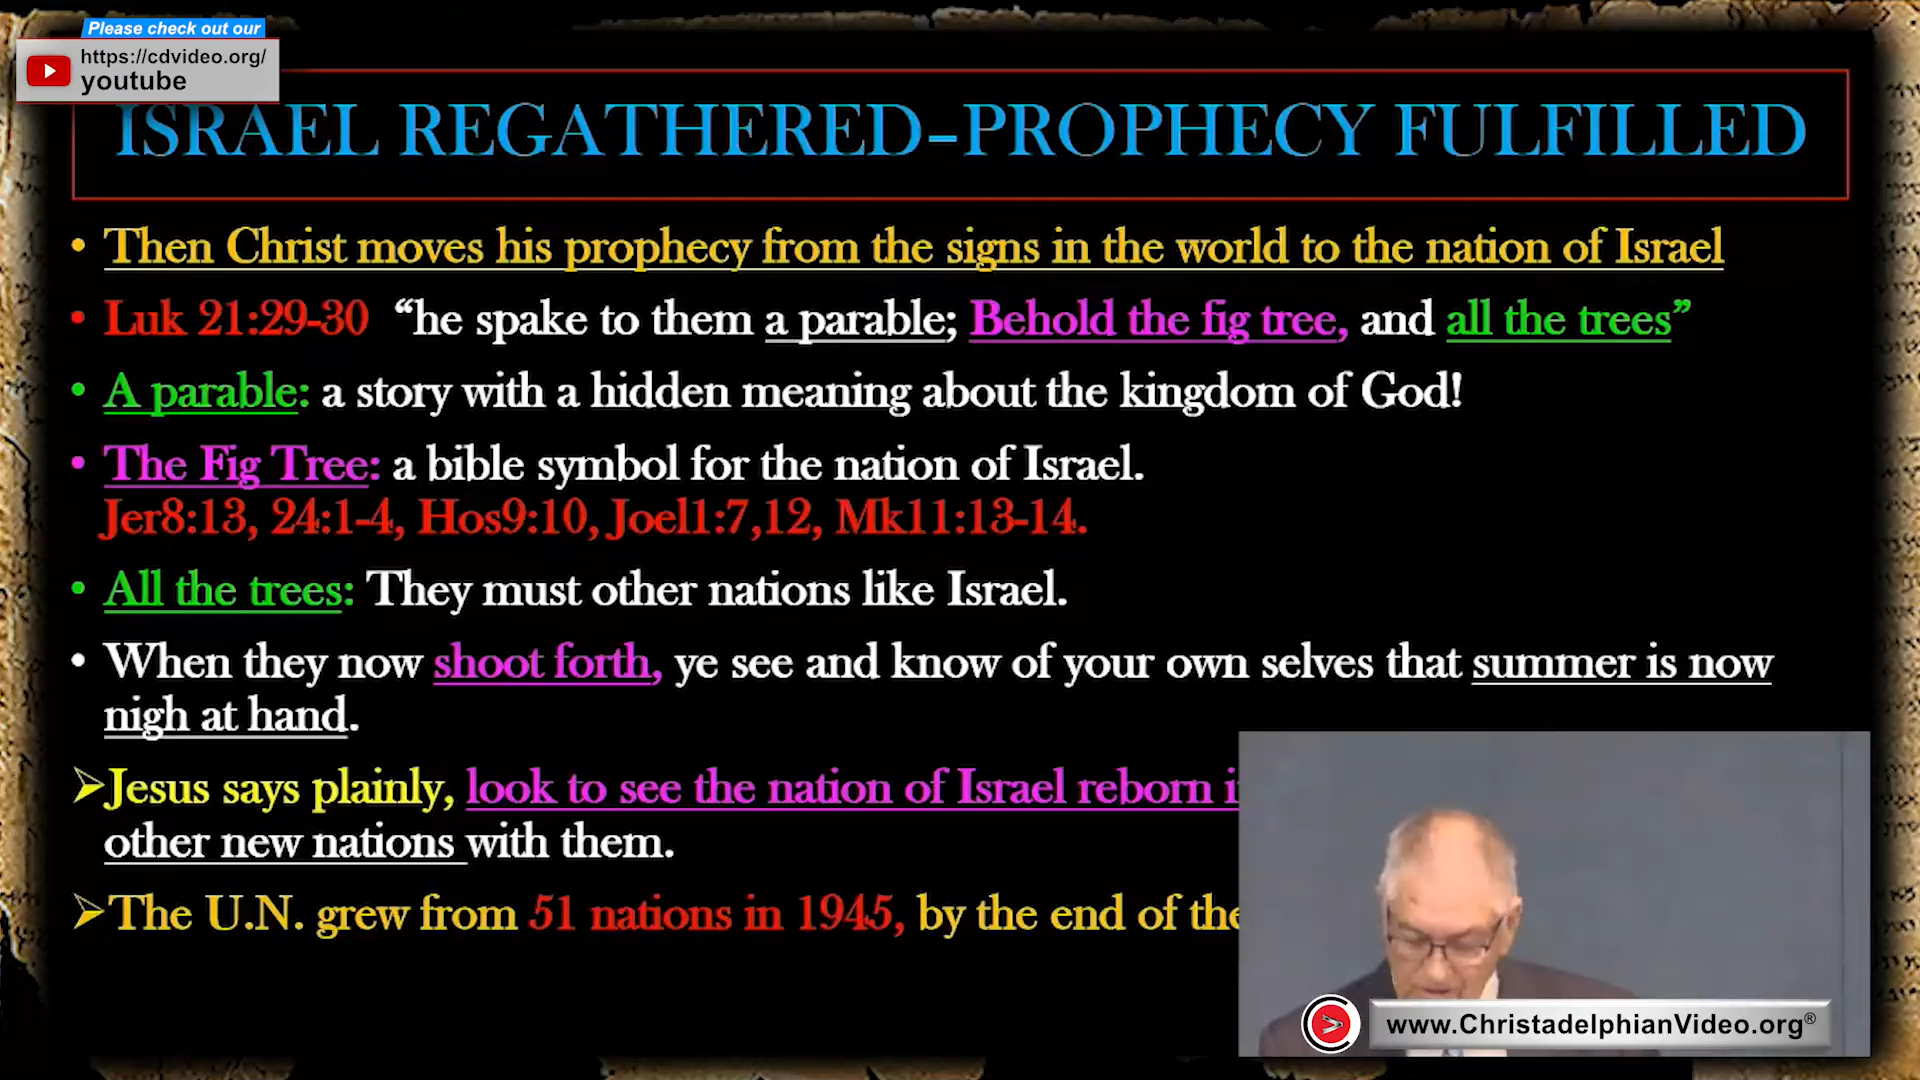 Please check out our
https://cdvideo.org/
youtube
ISRAEL REGATHERED–PROPHECY FULFILLED
• Then Christ moves his prophecy from the signs in the world to the nation of Israel
• Luk 21:29-30 “he spake to them a parable; Behold the fig tree, and all the trees”
• A parable: a story with a hidden meaning about the kingdom of God!
• The Fig Tree: a bible symbol for the nation of Israel.
Jer8:13, 24:1-4, Hos9:10, Joel1:7,12, Mk11:13-14.
• All the trees: They must other nations like Israel.
• When they now shoot forth, ye see and know of your own selves that summer is now
nigh at hand.
➢Jesus says plainly, look to see the nation of Israel reborn
other new nations with them.
➢The U.N. grew from 51 nations in 1945, by the end of the
www.ChristadelphianVideo.org®